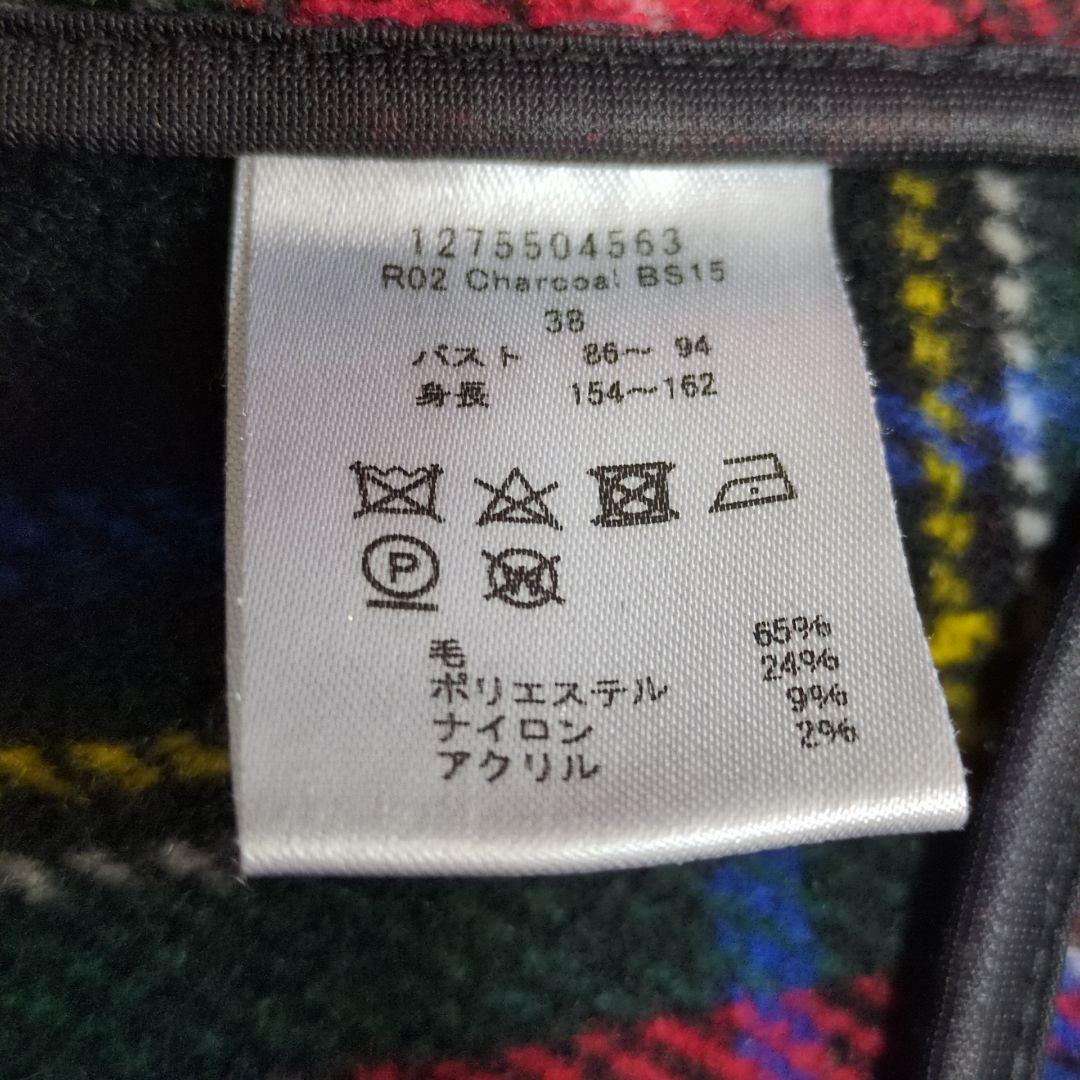 1275504563
R02 Charcoal BS15
38
バスト 86〜 94
身長 154〜162
P
W
毛 65%
ポリエステル 24%
ナイロン 9%
アクリル 2%